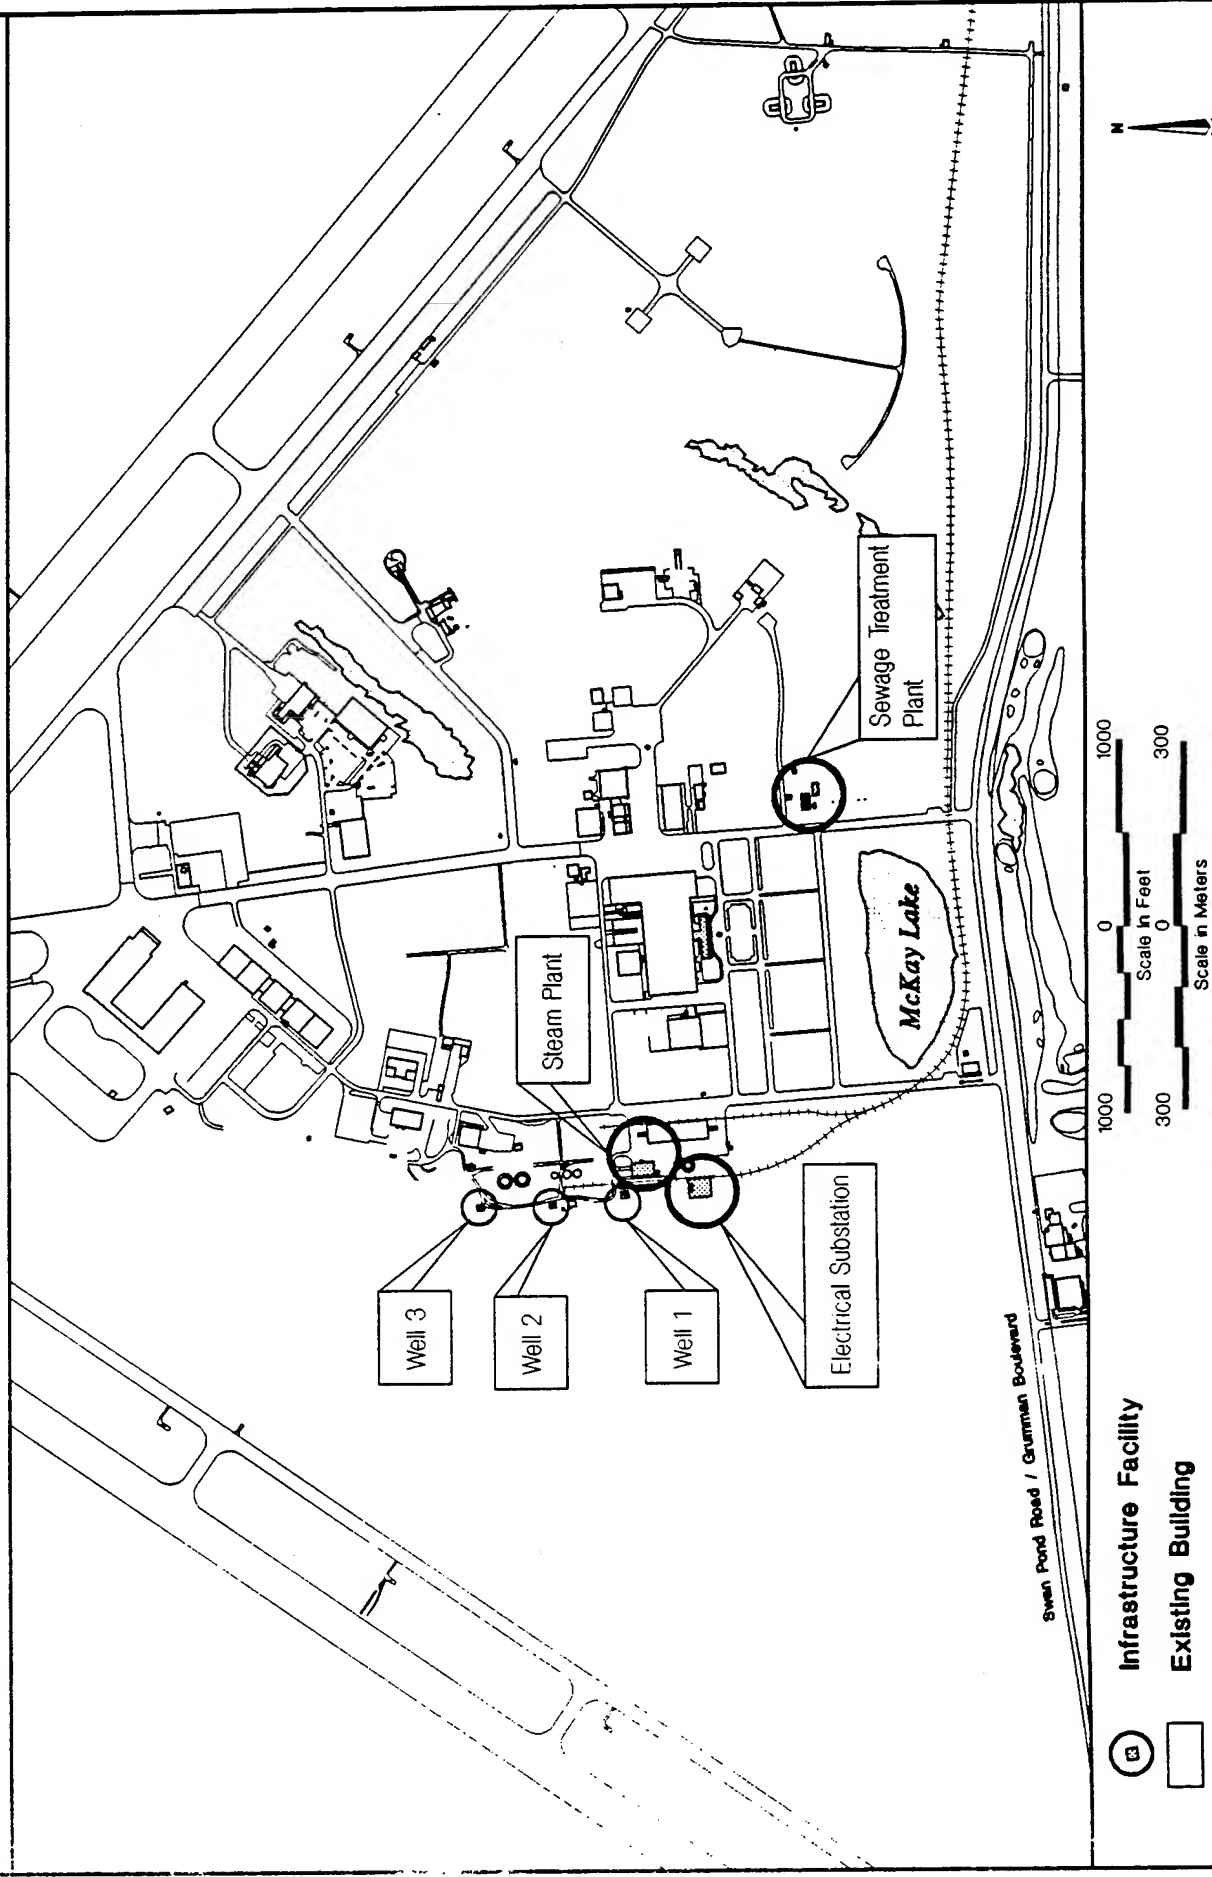 Well 3
Well 2
Well 1
Steam Plant
Electrical Substation
Sewage Treatment
Plant
McKay Lake
Swan Pond Road / Grumman Boulevard
Infrastructure Facility
Existing Building
1000 0 1000
Scale in Feet
300 0 300
Scale in Meters
N